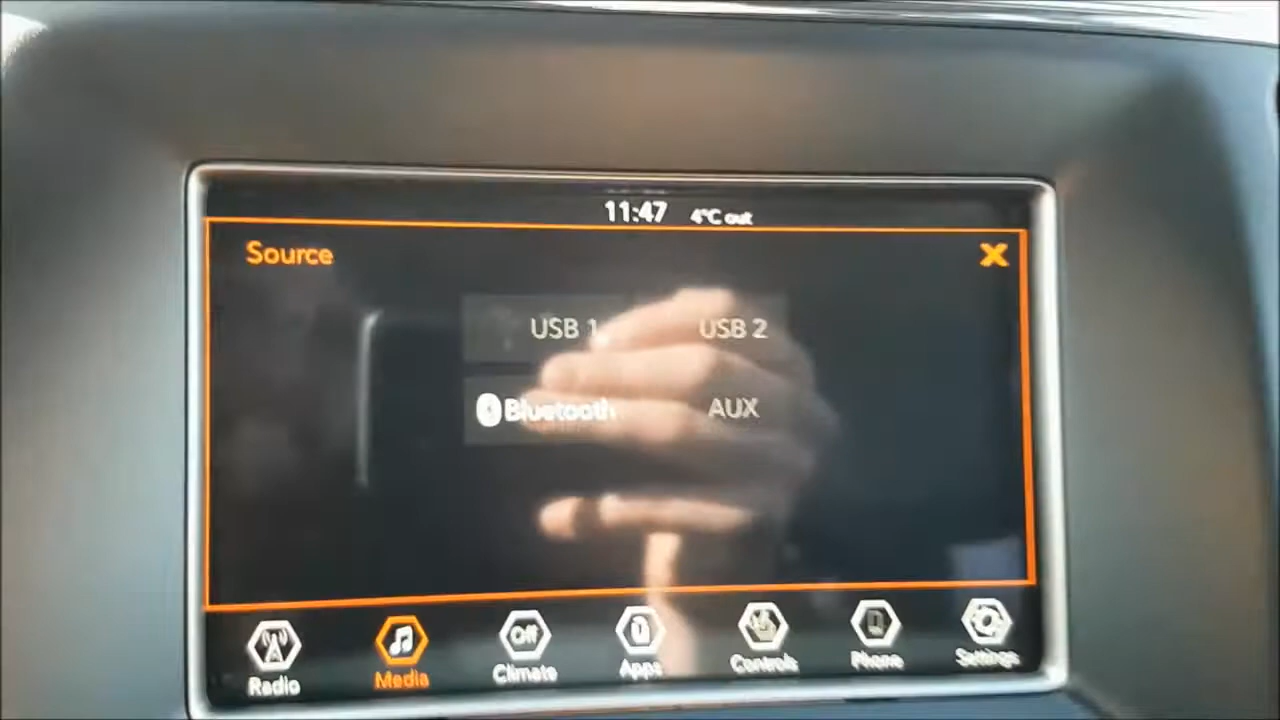 11:47 4°C out
Source X
USB 1 USB 2
Bluetooth AUX
Off
Radio Media Climate Apps Controls Phone Settings